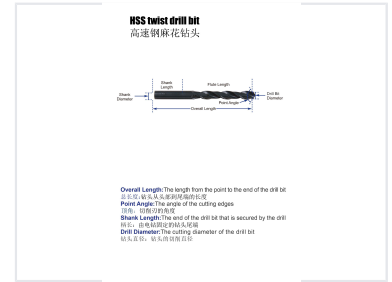 HSS twist drill bit
高速钢麻花钻头
Shank Length
Flute Length
Shank Diameter
Drill Bit Diameter
Point Angle
Overall Length
Overall Length:The length from the point to the end of the drill bit
总长度:钻头从头部到尾端的长度
Point Angle:The angle of the cutting edges
顶角: 切削刃的角度
Shank Length:The end of the drill bit that is secured by the drill
柄长: 由电钻固定的钻头尾端
Drill Diameter:The cutting diameter of the drill bit
钻头直径: 钻头的切削直径